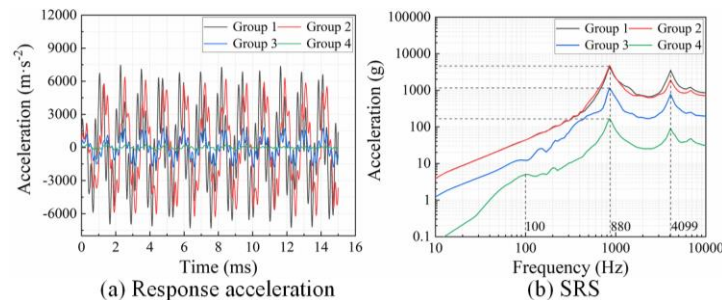 Group 1 Group 2
Group 3 Group 4
Acceleration (m·s⁻²)
12000
9000
6000
3000
0
-3000
-6000
0 2 4 6 8 10 12 14 16
Time (ms)
(a) Response acceleration
Group 1 Group 2
Group 3 Group 4
Acceleration (g)
100000
10000
1000
100
10
1
0.1
100 880 4099
10 100 1000 10000
Frequency (Hz)
(b) SRS